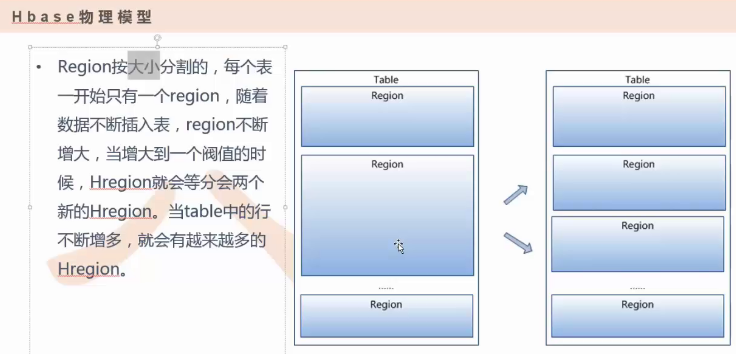 Hbase物理模型
• Region按大小分割的，每个表
一开始只有一个region，随着
数据不断插入表，region不断
增大，当增大到一个阀值的时
候，Hregion就会等分会两个
新的Hregion。当table中的行
不断增多，就会有越来越多的
Hregion。
Table
Region
Region
......
Region
Table
Region
Region
Region
......
Region